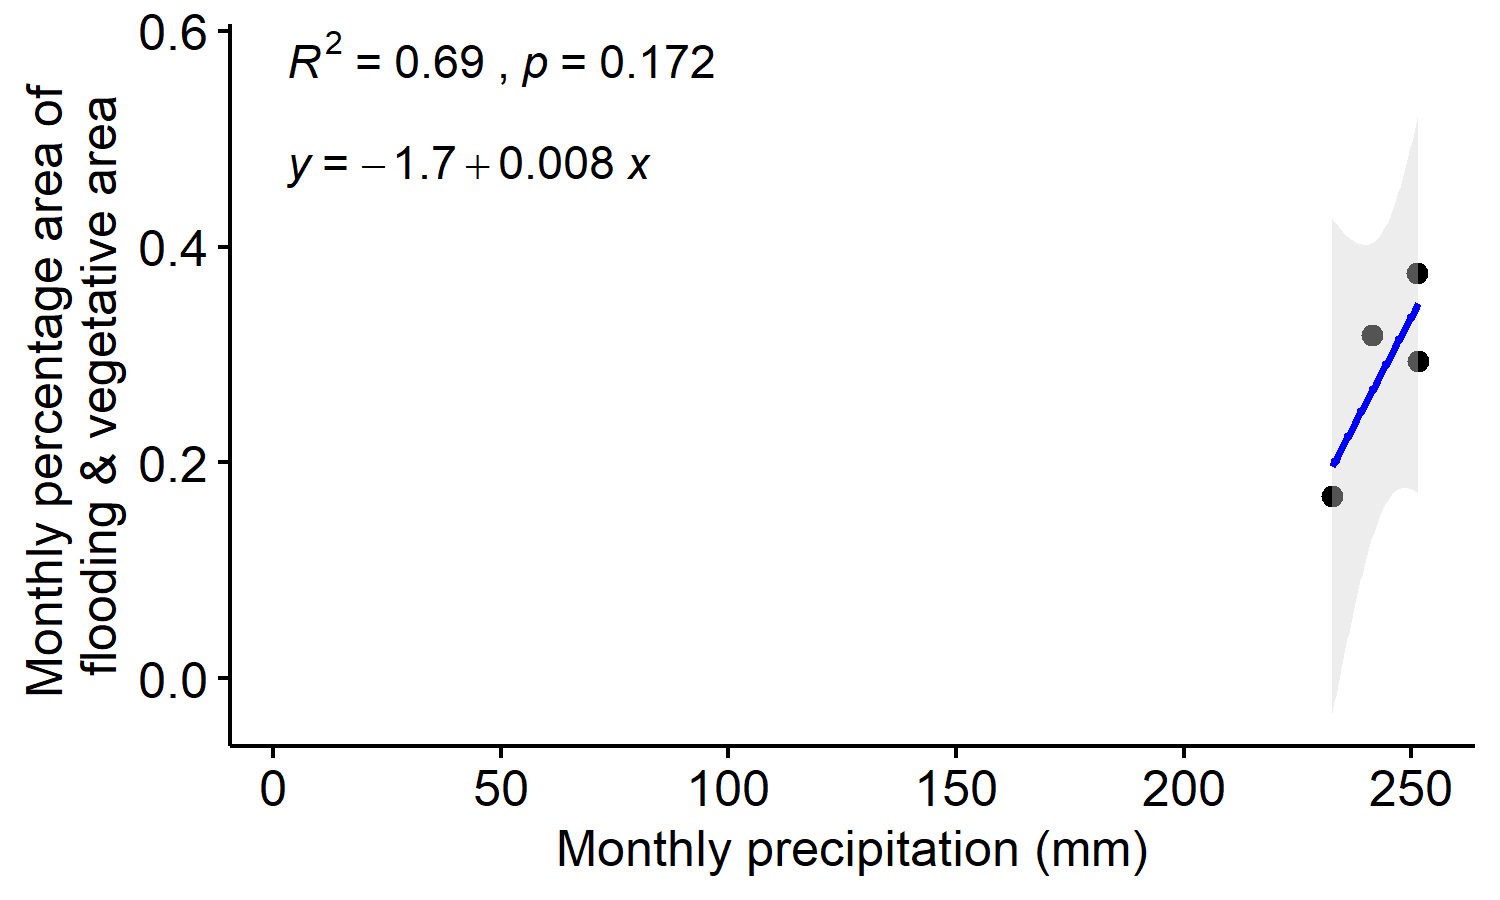 Monthly percentage area of
flooding & vegetative area
0.6
0.4
0.2
0.0
R² = 0.69 , p = 0.172
y = −1.7+0.008 x
0 50 100 150 200 250
Monthly precipitation (mm)